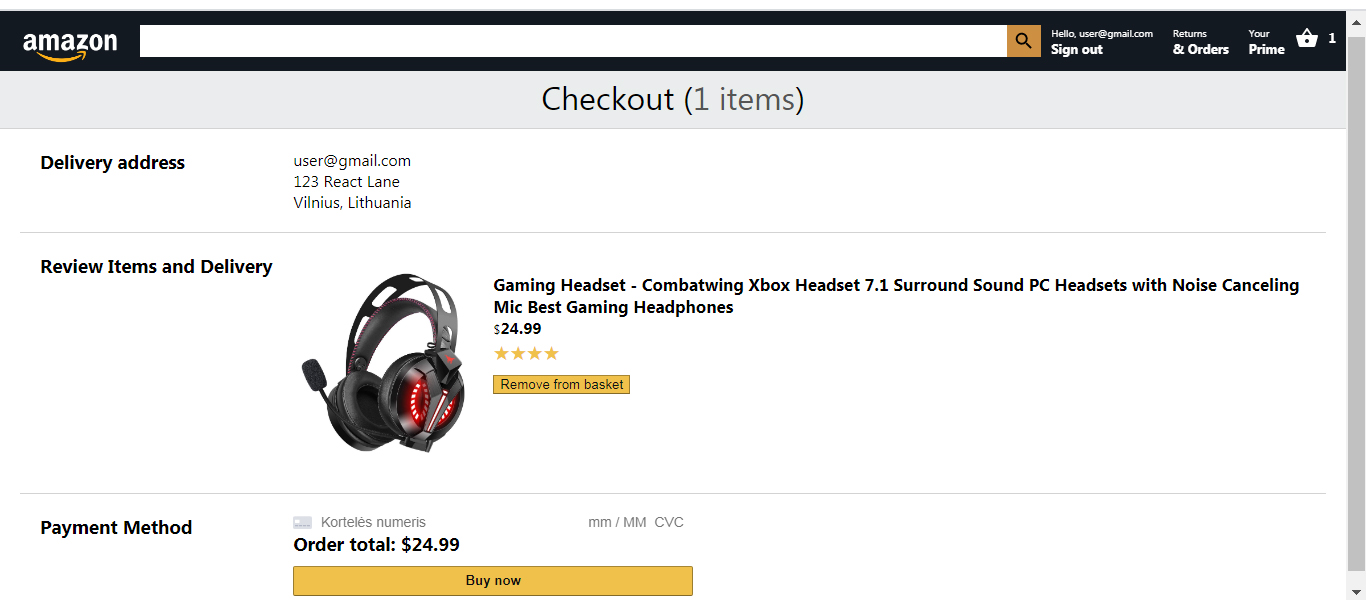 amazon
Hello, user@gmail.com
Sign out
Returns
& Orders
Your
Prime
1
Checkout (1 items)
Delivery address
user@gmail.com
123 React Lane
Vilnius, Lithuania
Review Items and Delivery
Gaming Headset - Combatwing Xbox Headset 7.1 Surround Sound PC Headsets with Noise Canceling
Mic Best Gaming Headphones
$24.99
Remove from basket
Payment Method
Kortelės numeris mm / MM CVC
Order total: $24.99
Buy now